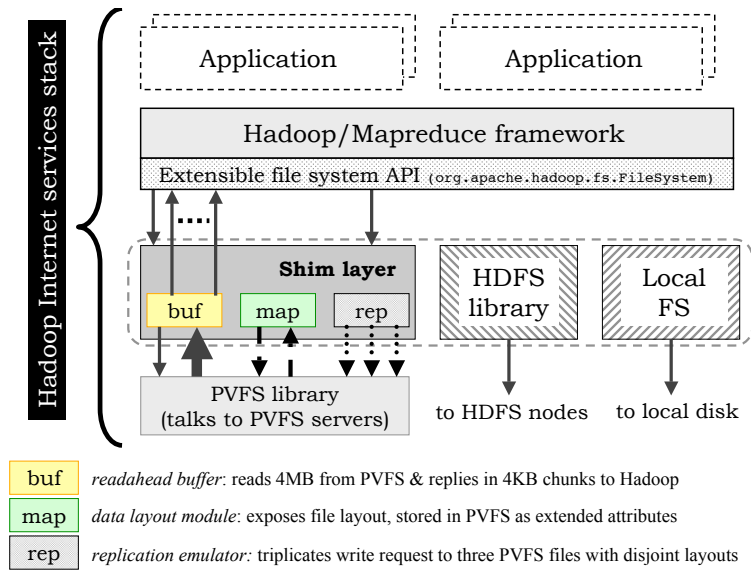 Hadoop Internet services stack
Application
Application
Hadoop/Mapreduce framework
Extensible file system API (org.apache.hadoop.fs.FileSystem)
Shim layer
buf
map
rep
HDFS
library
Local
FS
PVFS library
(talks to PVFS servers)
to HDFS nodes
to local disk
buf
readahead buffer: reads 4MB from PVFS & replies in 4KB chunks to Hadoop
map
data layout module: exposes file layout, stored in PVFS as extended attributes
rep
replication emulator: triplicates write request to three PVFS files with disjoint layouts